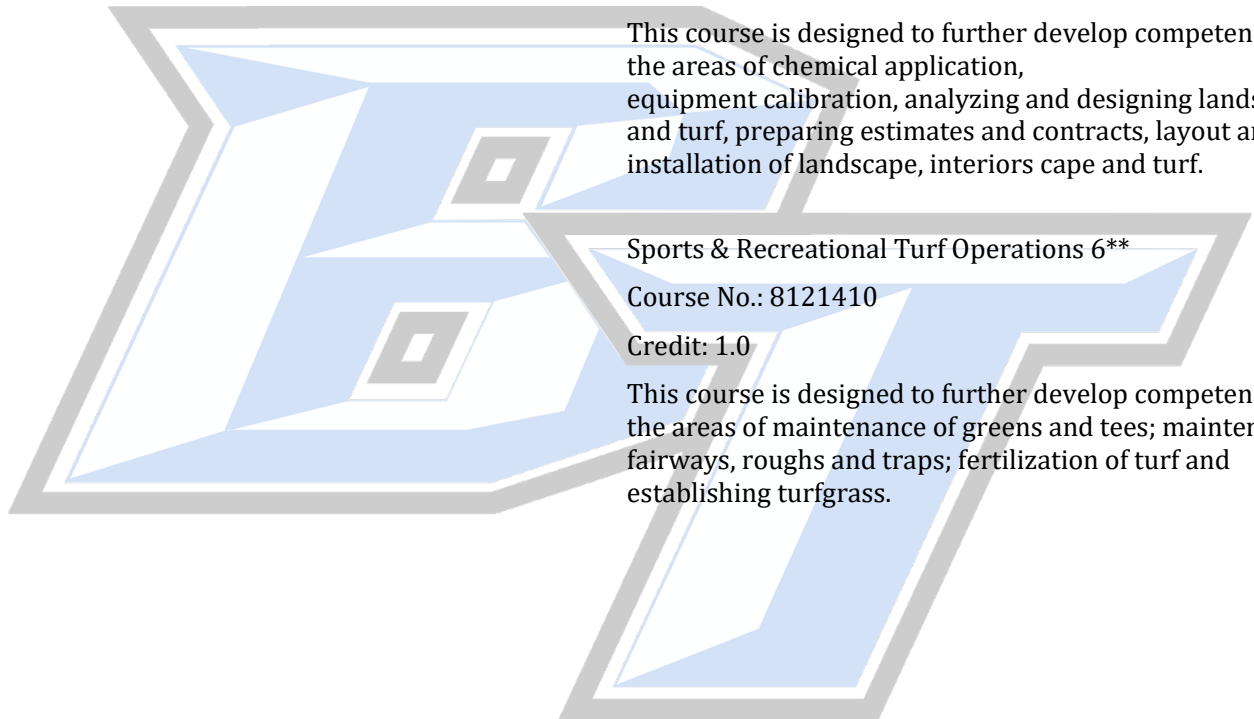 This course is designed to further develop competen
the areas of chemical application,
equipment calibration, analyzing and designing lands
and turf, preparing estimates and contracts, layout a
installation of landscape, interiors cape and turf.
Sports & Recreational Turf Operations 6**
Course No.: 8121410
Credit: 1.0
This course is designed to further develop competen
the areas of maintenance of greens and tees; mainte
fairways, roughs and traps; fertilization of turf and
establishing turfgrass.
BT